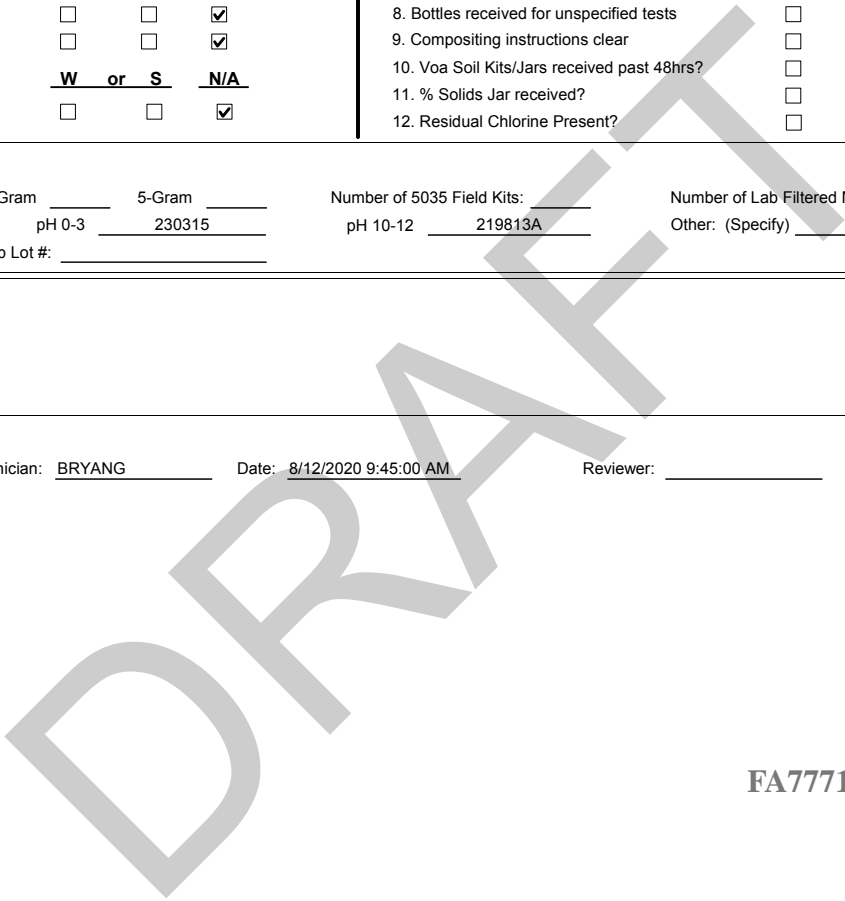 8. Bottles received for unspecified tests
9. Compositing instructions clear
W or S N/A
10. Voa Soil Kits/Jars received past 48hrs?
11. % Solids Jar received?
12. Residual Chlorine Present?
Gram 5-Gram Number of 5035 Field Kits: Number of Lab Filtered
pH 0-3 230315 pH 10-12 219813A Other: (Specify)
Lot #:
nician: BRYANG Date: 8/12/2020 9:45:00 AM Reviewer:
DRAFT
FA7771